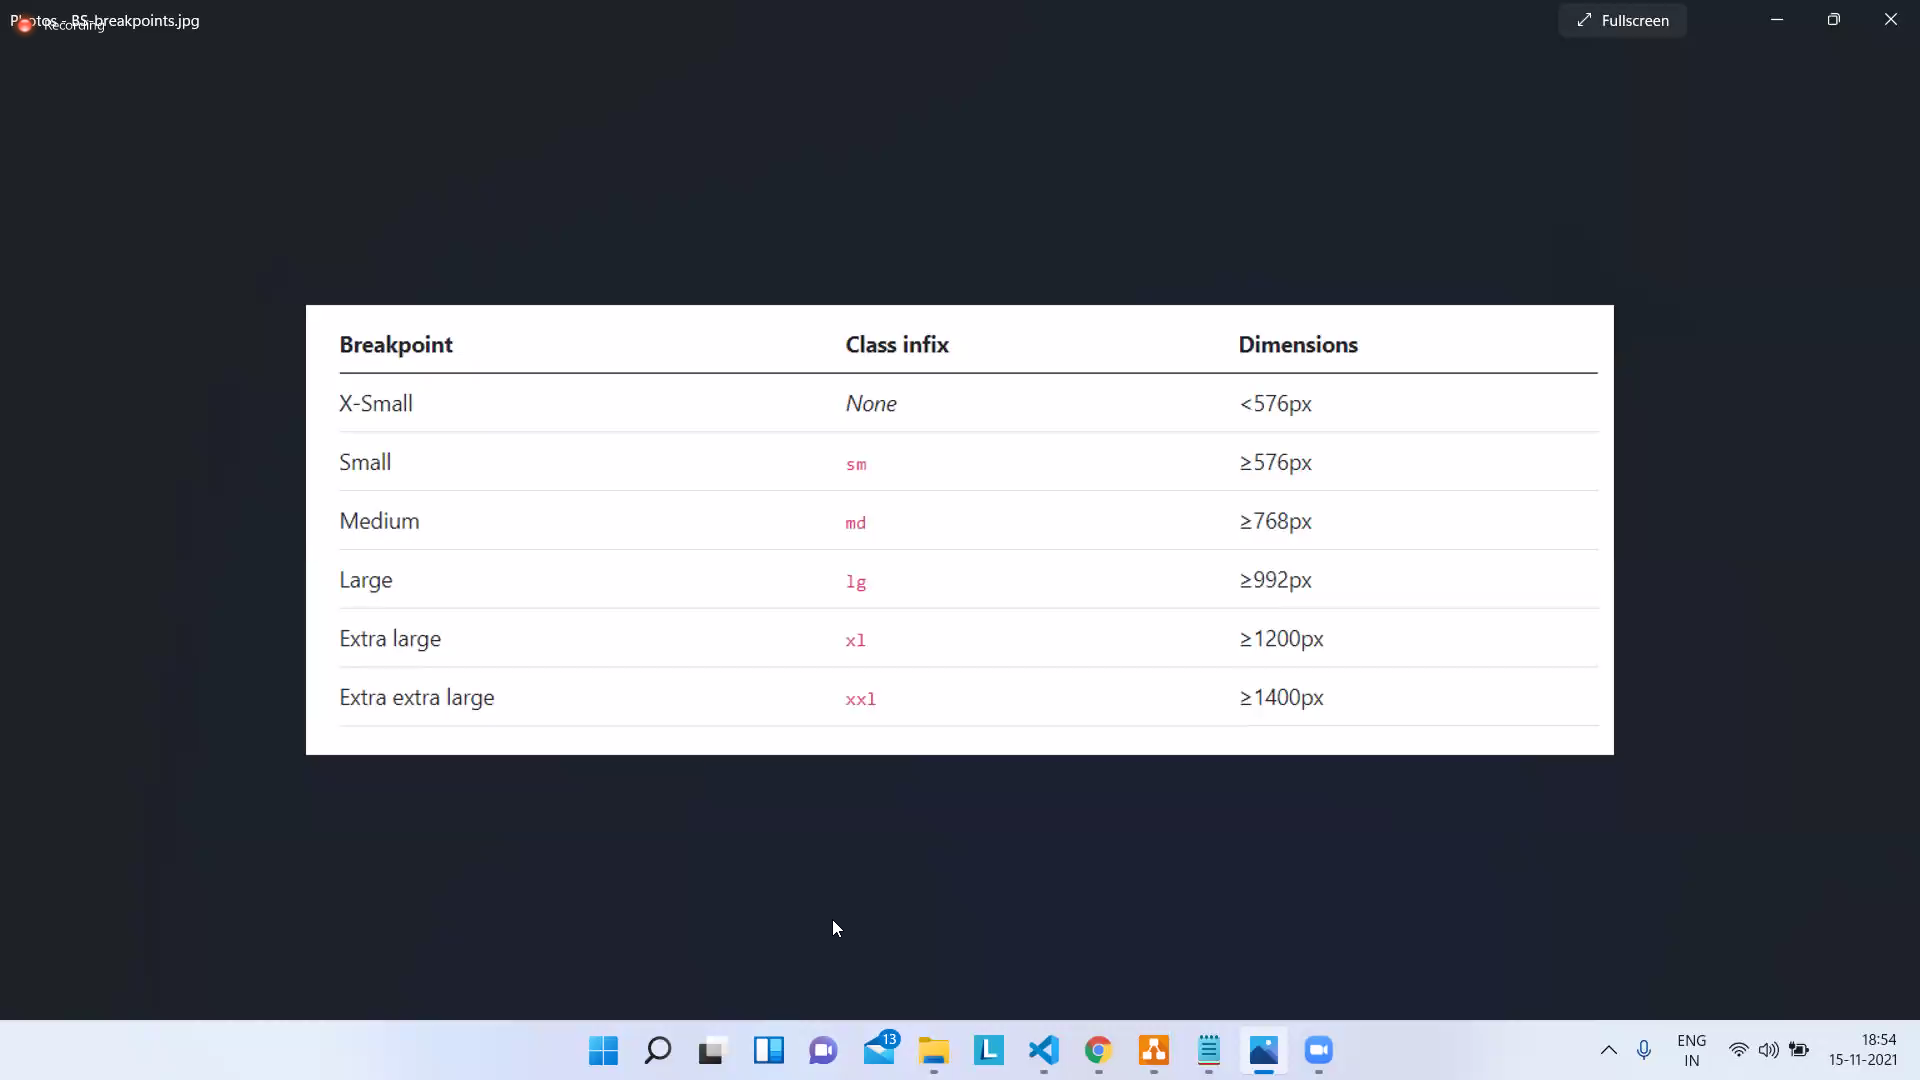 Photos - BS-breakpoints.jpg
Recording
Fullscreen
Breakpoint Class infix Dimensions
X-Small None <576px
Small sm ≥576px
Medium md ≥768px
Large lg ≥992px
Extra large xl ≥1200px
Extra extra large xxl ≥1400px
13
L
ENG
IN
18:54
15-11-2021